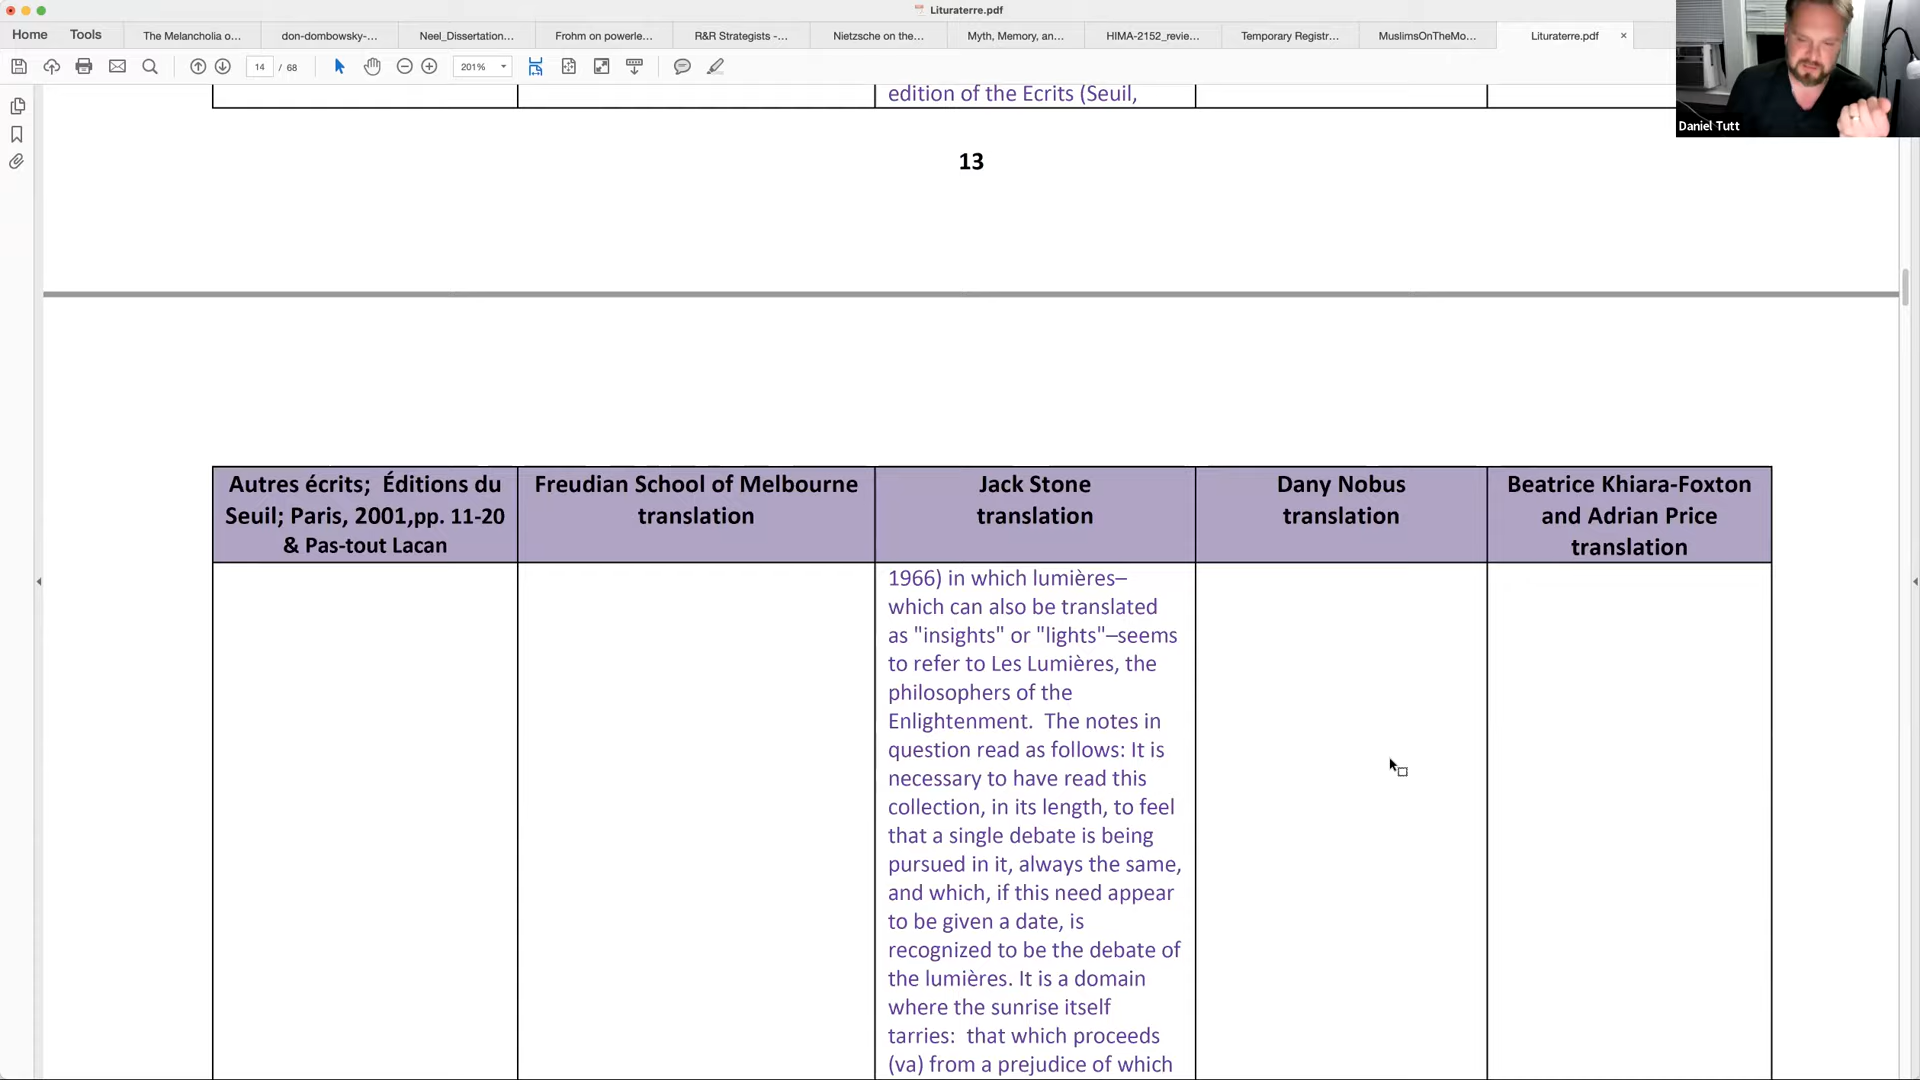 Lituraterre.pdf
Home
Tools
The Melancholia o...
don-dombowsky-...
Neel_Dissertation...
Frohm on powerle...
R&R Strategists -...
Nietzsche on the...
Myth, Memory, an...
HIMA-2152_revie...
Temporary Registr...
MuslimsOnTheMo...
Lituraterre.pdf
14 / 68
201%
Daniel Tutt
edition of the Ecrits (Seuil,
13
Autres écrits; Éditions du
Seuil; Paris, 2001,pp. 11-20
& Pas-tout Lacan
Freudian School of Melbourne
translation
Jack Stone
translation
Dany Nobus
translation
Beatrice Khiara-Foxton
and Adrian Price
translation
1966) in which lumières–
which can also be translated
as "insights" or "lights"–seems
to refer to Les Lumières, the
philosophers of the
Enlightenment.  The notes in
question read as follows: It is
necessary to have read this
collection, in its length, to feel
that a single debate is being
pursued in it, always the same,
and which, if this need appear
to be given a date, is
recognized to be the debate of
the lumières. It is a domain
where the sunrise itself
tarries:  that which proceeds
(va) from a prejudice of which